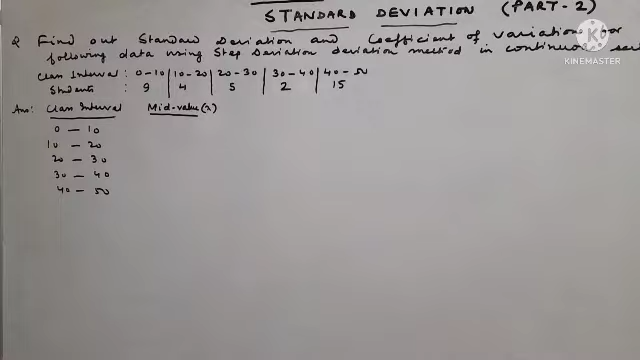 STANDARD DEVIATION (PART-2)
Q Find out Standard Deviation and Coefficient of variations for
following data using Step Deviation deviation method in continuous
KINEMASTER
Class Interval : 0-10 | 10-20 | 20-30 | 30-40 | 40-50
Students 9 4 5 2 15
Ans: Class Interval Mid-value (x)
0 - 10
10 - 20
20 - 30
30 - 40
40 - 50